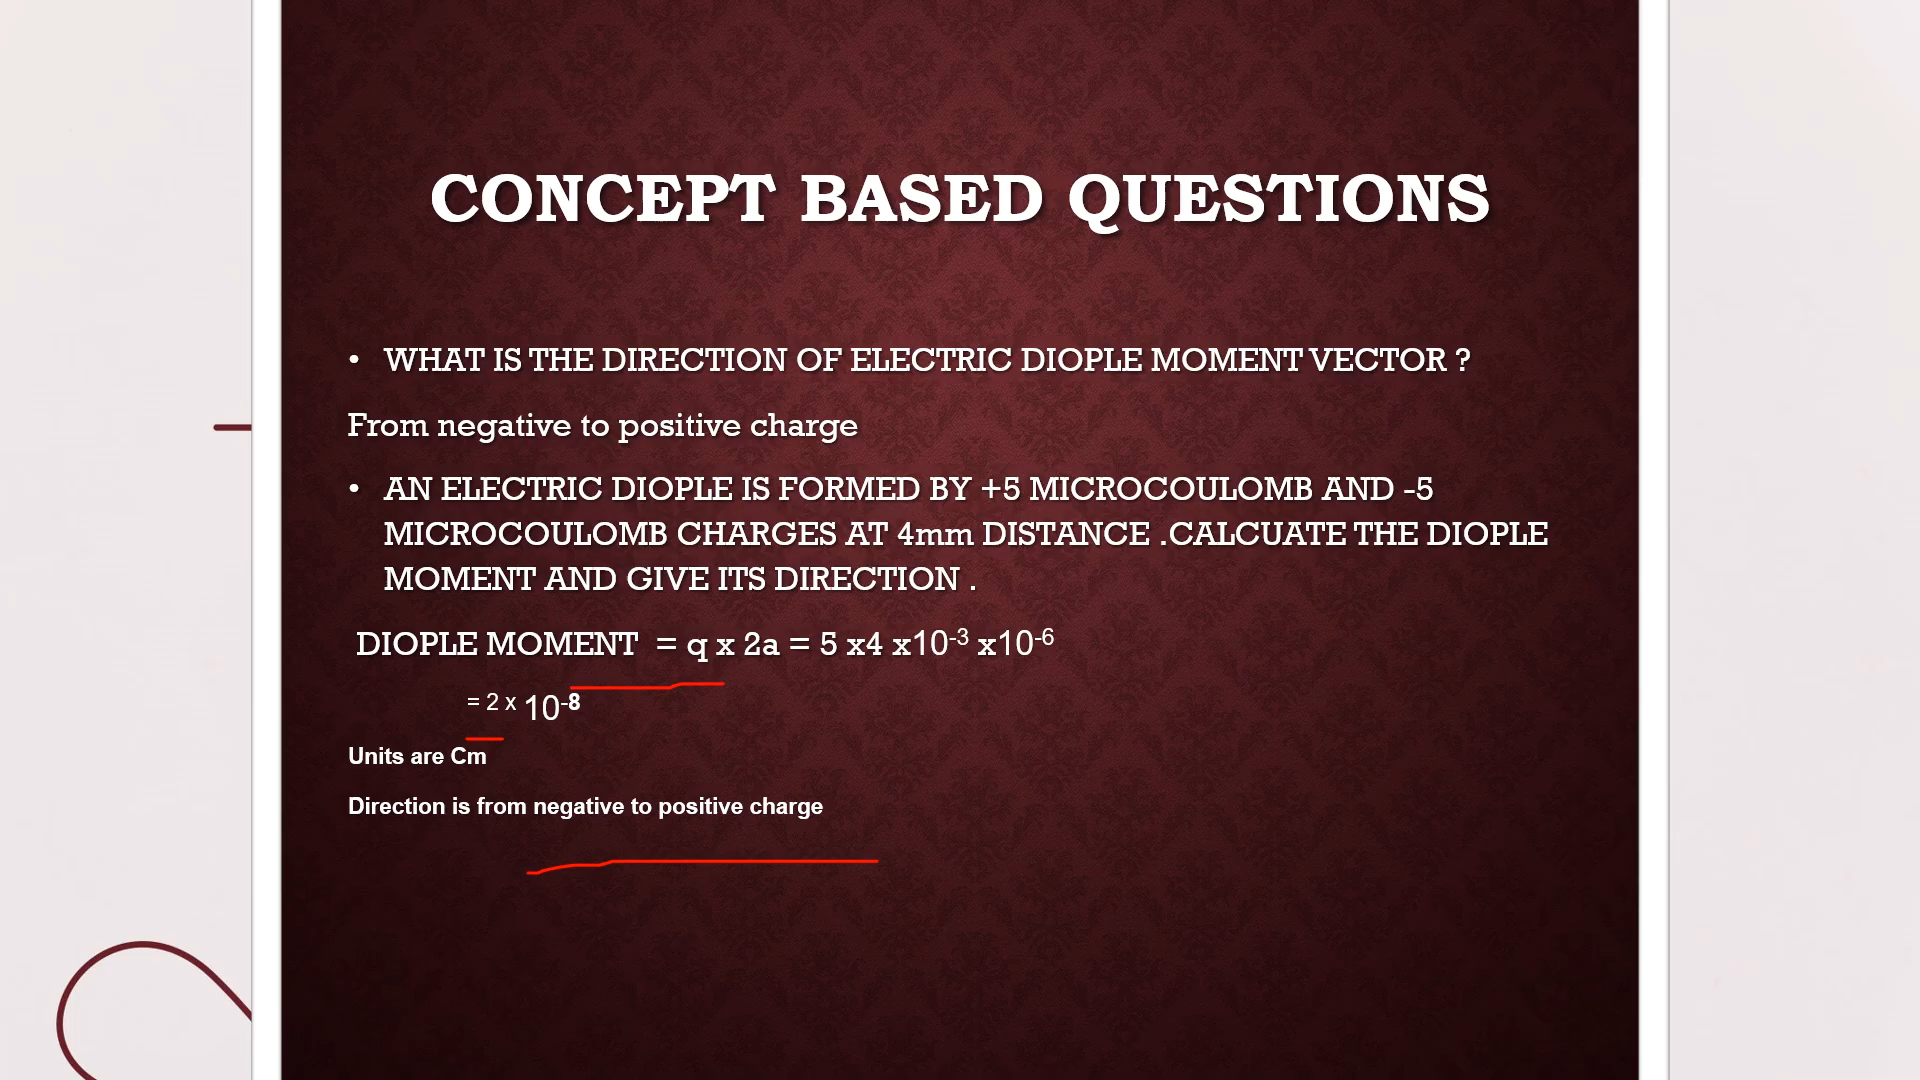 CONCEPT BASED QUESTIONS
• WHAT IS THE DIRECTION OF ELECTRIC DIOPLE MOMENT VECTOR ?
From negative to positive charge
• AN ELECTRIC DIOPLE IS FORMED BY +5 MICROCOULOMB AND -5
MICROCOULOMB CHARGES AT 4mm DISTANCE .CALCUATE THE DIOPLE
MOMENT AND GIVE ITS DIRECTION .
DIOPLE MOMENT = q x 2a = 5 x4 x10⁻³ x10⁻⁶
= 2 x 10⁻⁸
Units are Cm
Direction is from negative to positive charge